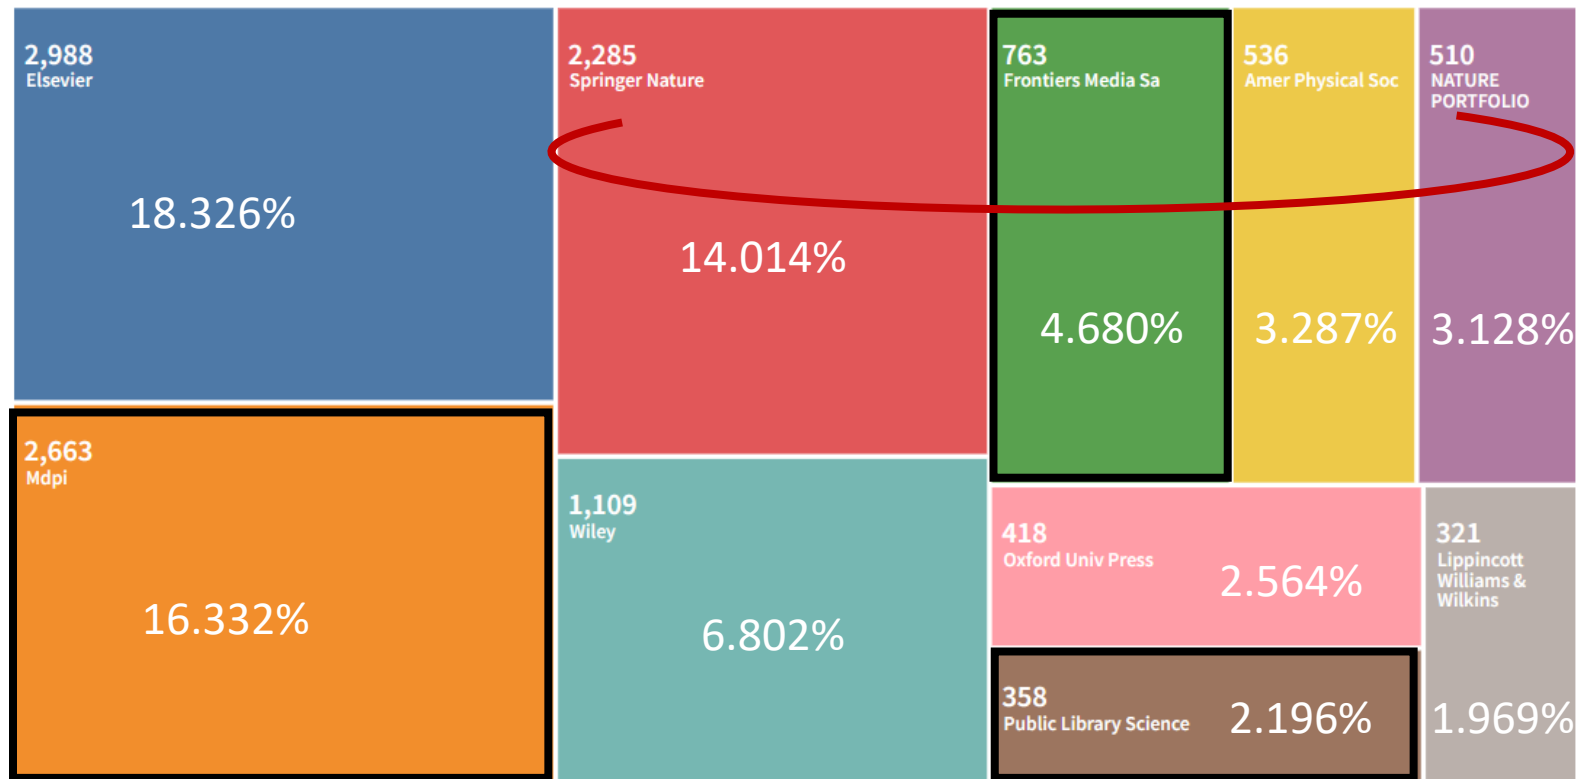 2,988
Elsevier
18.326%
2,285
Springer Nature
14.014%
763
Frontiers Media Sa
4.680%
536
Amer Physical Soc
3.287%
510
NATURE
PORTFOLIO
3.128%
2,663
Mdpi
16.332%
1,109
Wiley
6.802%
418
Oxford Univ Press
2.564%
358
Public Library Science
2.196%
321
Lippincott
Williams &
Wilkins
1.969%